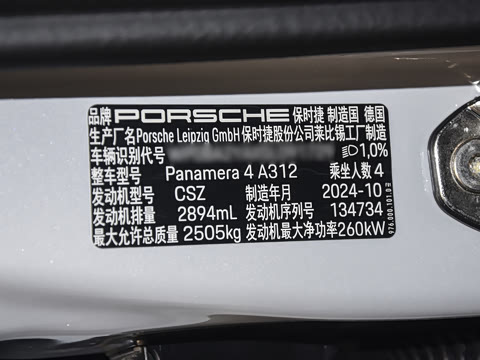 品牌 PORSCHE 保时捷 制造国 德国
生产厂名 Porsche Leipzig GmbH 保时捷股份公司莱比锡工厂制造
车辆识别代号 1,0%
整车型号 Panamera 4 A312 乘坐人数 4
发动机型号 CSZ 制造年月 2024-10
发动机排量 2894mL 发动机序列号 134734
最大允许总质量 2505kg 发动机最大净功率 260kW
976.000.101.D